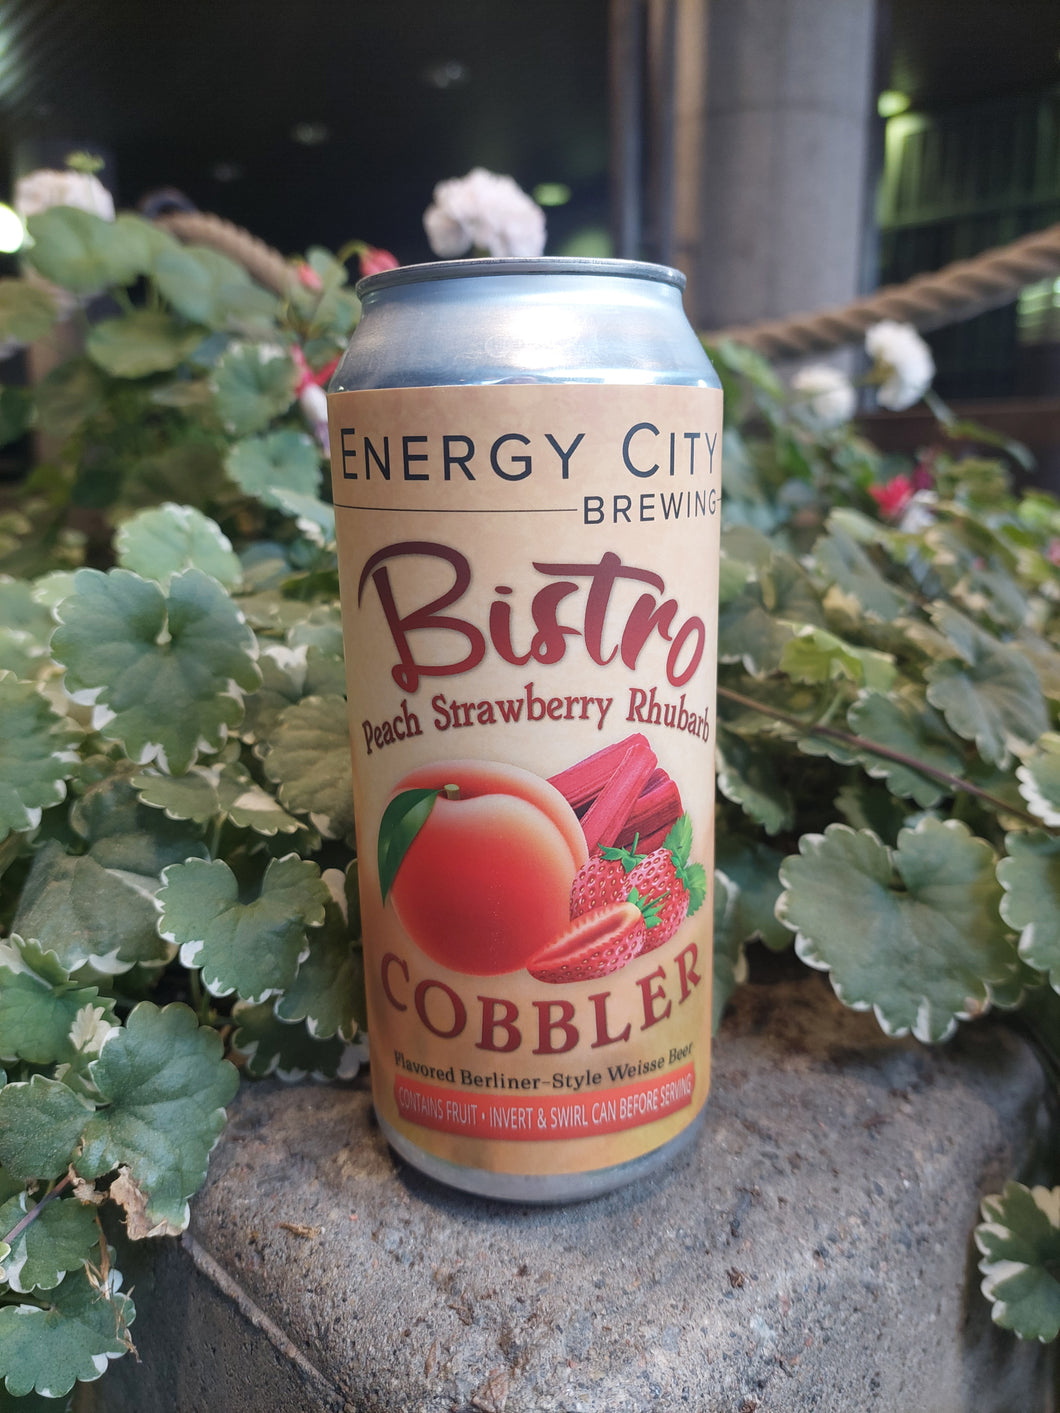 ENERGY CITY
BREWING
Bistro
Peach Strawberry Rhubarb
COBBLER
Flavored Berliner-Style Weisse Beer
CONTAINS FRUIT • INVERT & SWIRL CAN BEFORE SERVING